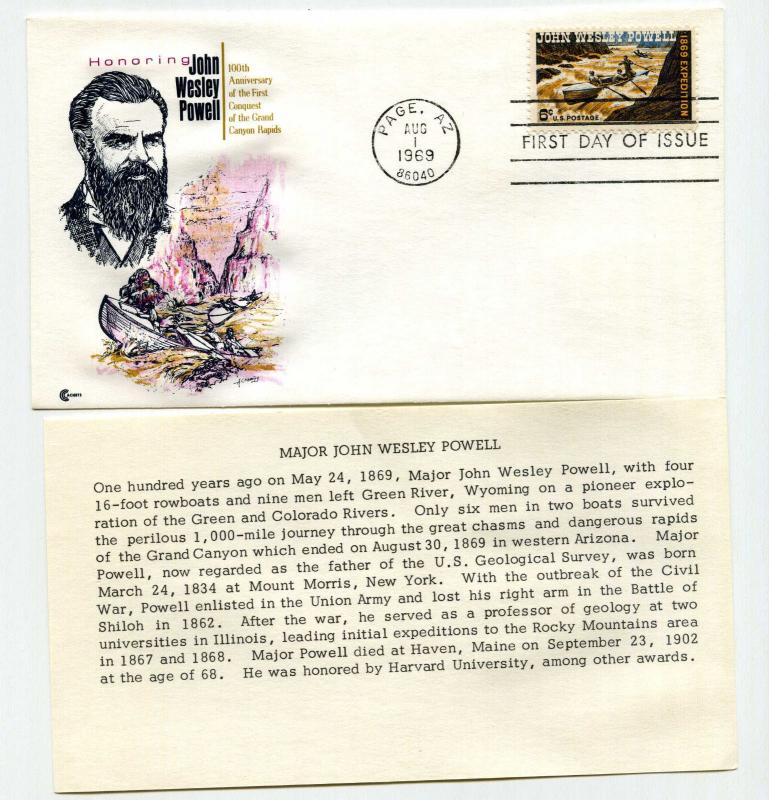 Honoring John
Wesley
Powell
100th
Anniversary
of the First
Conquest
of the Grand
Canyon Rapids
PAGE, AZ
AUG
1
1969
86040
JOHN WESLEY POWELL
1869 EXPEDITION
6c U.S. POSTAGE
FIRST DAY OF ISSUE
CACHETS
MAJOR JOHN WESLEY POWELL
One hundred years ago on May 24, 1869, Major John Wesley Powell, with four
16-foot rowboats and nine men left Green River, Wyoming on a pioneer explo-
ration of the Green and Colorado Rivers. Only six men in two boats survived
the perilous 1,000-mile journey through the great chasms and dangerous rapids
of the Grand Canyon which ended on August 30, 1869 in western Arizona. Major
Powell, now regarded as the father of the U.S. Geological Survey, was born
March 24, 1834 at Mount Morris, New York. With the outbreak of the Civil
War, Powell enlisted in the Union Army and lost his right arm in the Battle of
Shiloh in 1862. After the war, he served as a professor of geology at two
universities in Illinois, leading initial expeditions to the Rocky Mountains area
in 1867 and 1868. Major Powell died at Haven, Maine on September 23, 1902
at the age of 68. He was honored by Harvard University, among other awards.